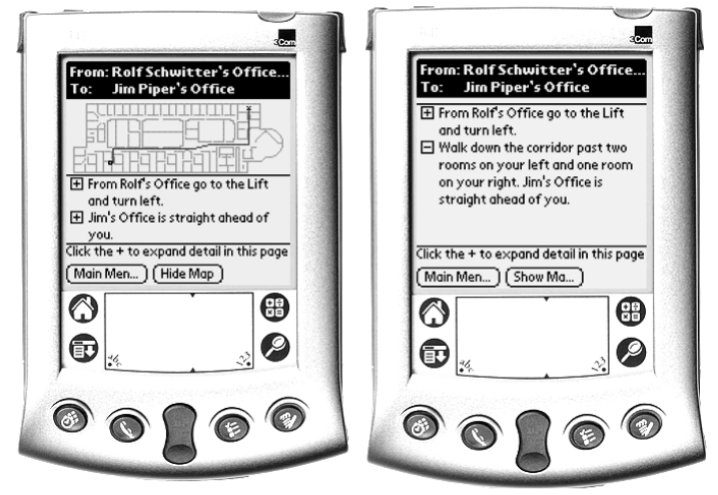 3Com
From: Rolf Schwitter's Office...
To: Jim Piper's Office
+ From Rolf's Office go to the Lift
and turn left.
+ Jim's Office is straight ahead of
you.
Click the + to expand detail in this page
Main Men...
Hide Map
abc
123
3Com
From: Rolf Schwitter's Office...
To: Jim Piper's Office
+ From Rolf's Office go to the Lift
and turn left.
− Walk down the corridor past two
rooms on your left and one room
on your right. Jim's Office is
straight ahead of you.
Click the + to expand detail in this page
Main Men...
Show Ma...
abc
123